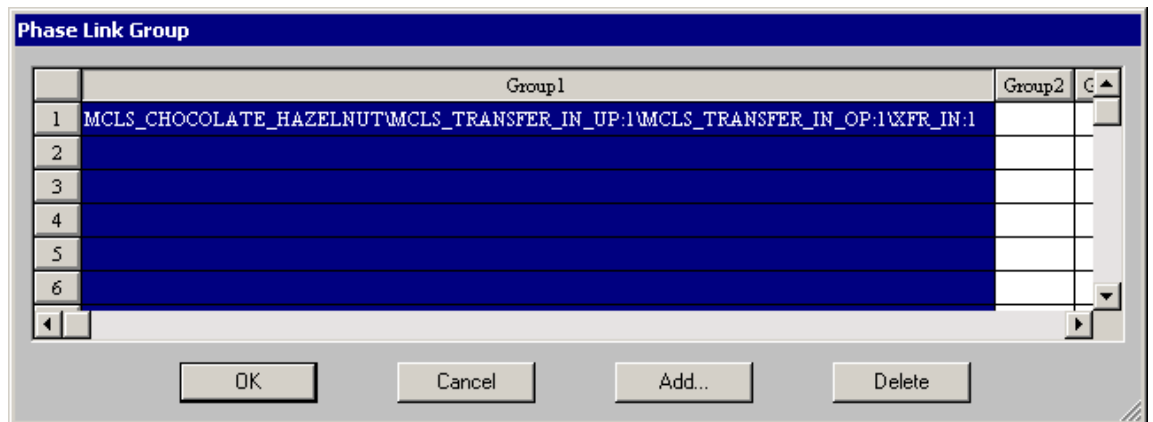 Phase Link Group
Group1 Group2 G
1 MCLS_CHOCOLATE_HAZELNUT\MCLS_TRANSFER_IN_UP:1\MCLS_TRANSFER_IN_OP:1\XFR_IN:1
2
3
4
5
6
OK Cancel Add... Delete